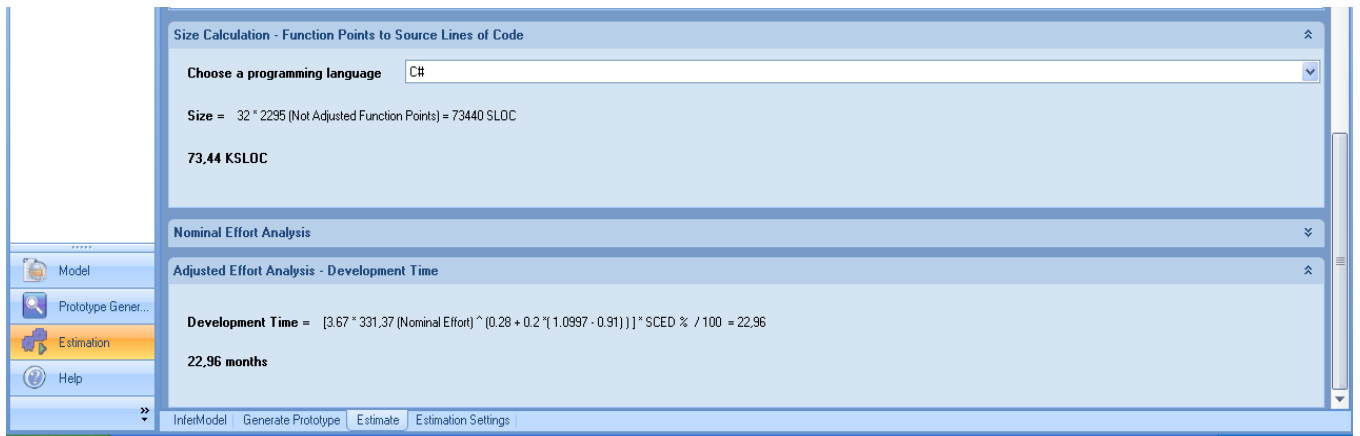 Size Calculation - Function Points to Source Lines of Code
Choose a programming language C#
Size = 32 * 2295 (Not Adjusted Function Points) = 73440 SLOC
73,44 KSLOC
Nominal Effort Analysis
Adjusted Effort Analysis - Development Time
Development Time = [3.67 * 331,37 (Nominal Effort) ^ (0.28 + 0.2 *( 1.0997 - 0.91) ) ] * SCED % / 100 = 22,96
22,96 months
Model
Prototype Gener...
Estimation
Help
InferModel Generate Prototype Estimate Estimation Settings